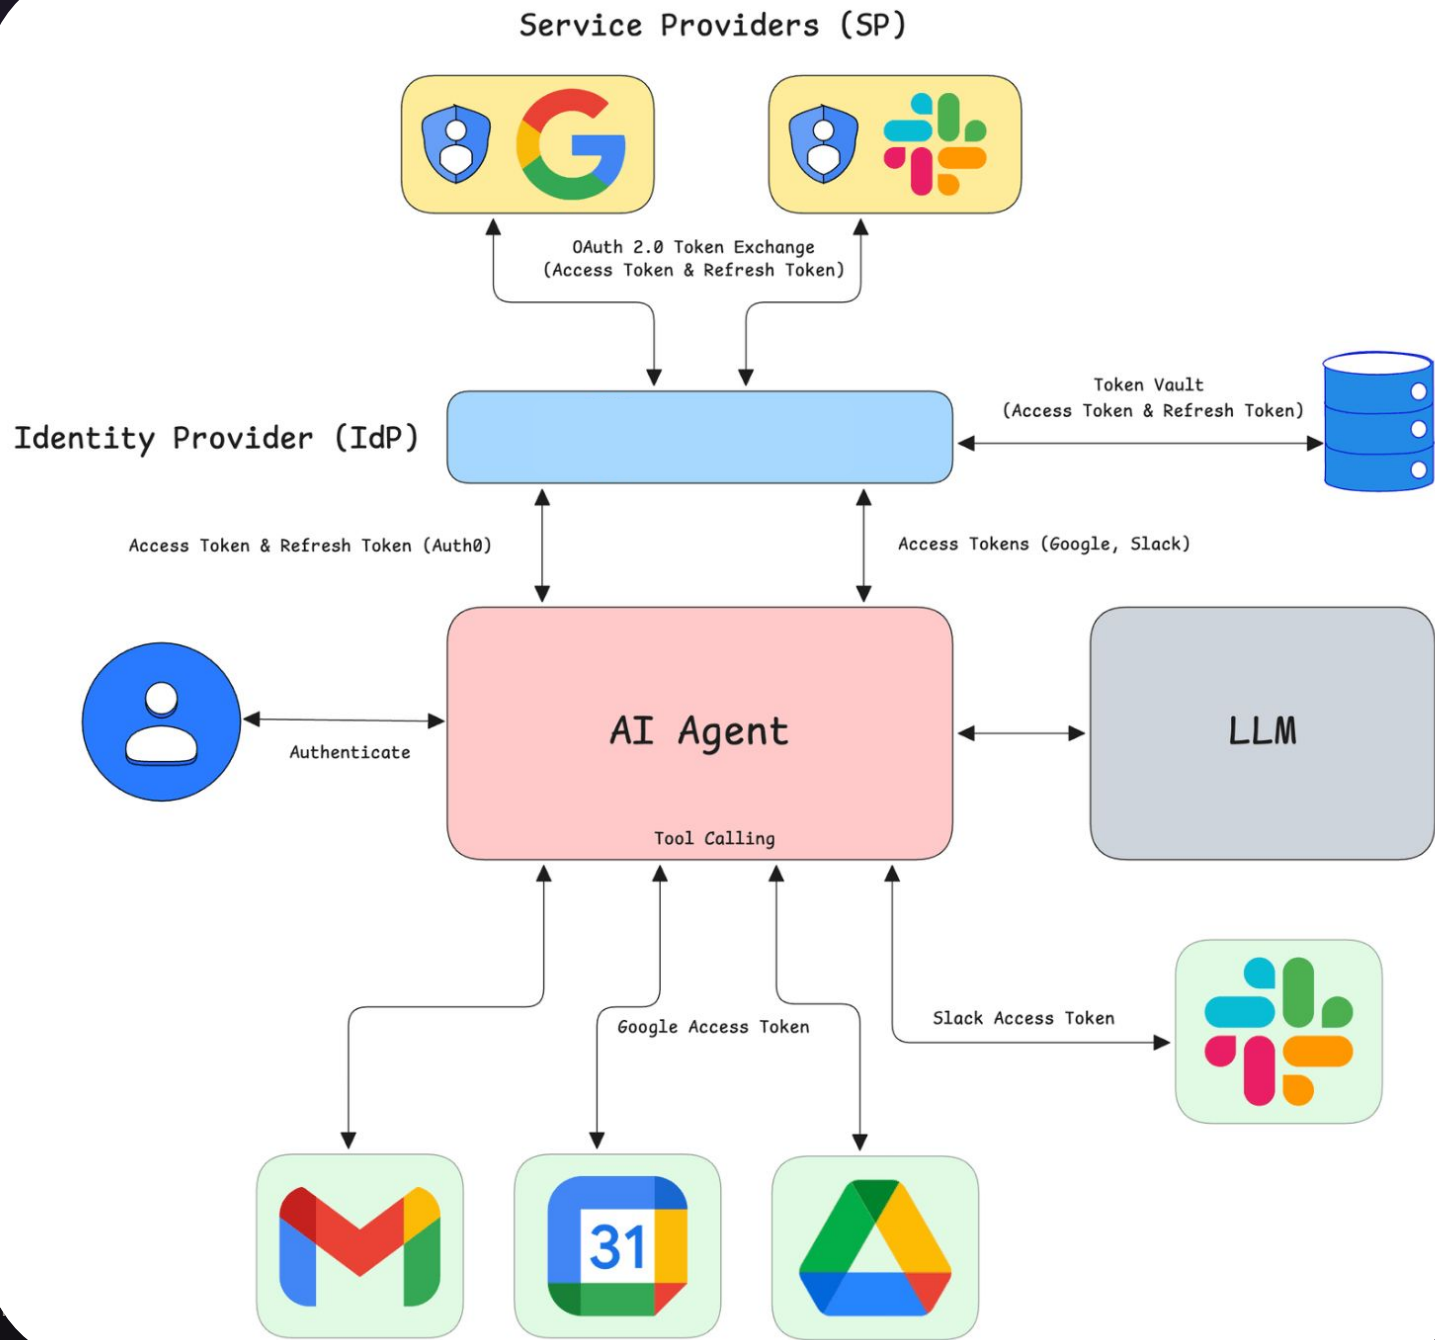 Service Providers (SP)
OAuth 2.0 Token Exchange
(Access Token & Refresh Token)
Token Vault
(Access Token & Refresh Token)
Identity Provider (IdP)
Access Token & Refresh Token (Auth0)
Access Tokens (Google, Slack)
AI Agent
LLM
Authenticate
Tool Calling
Google Access Token
Slack Access Token
31